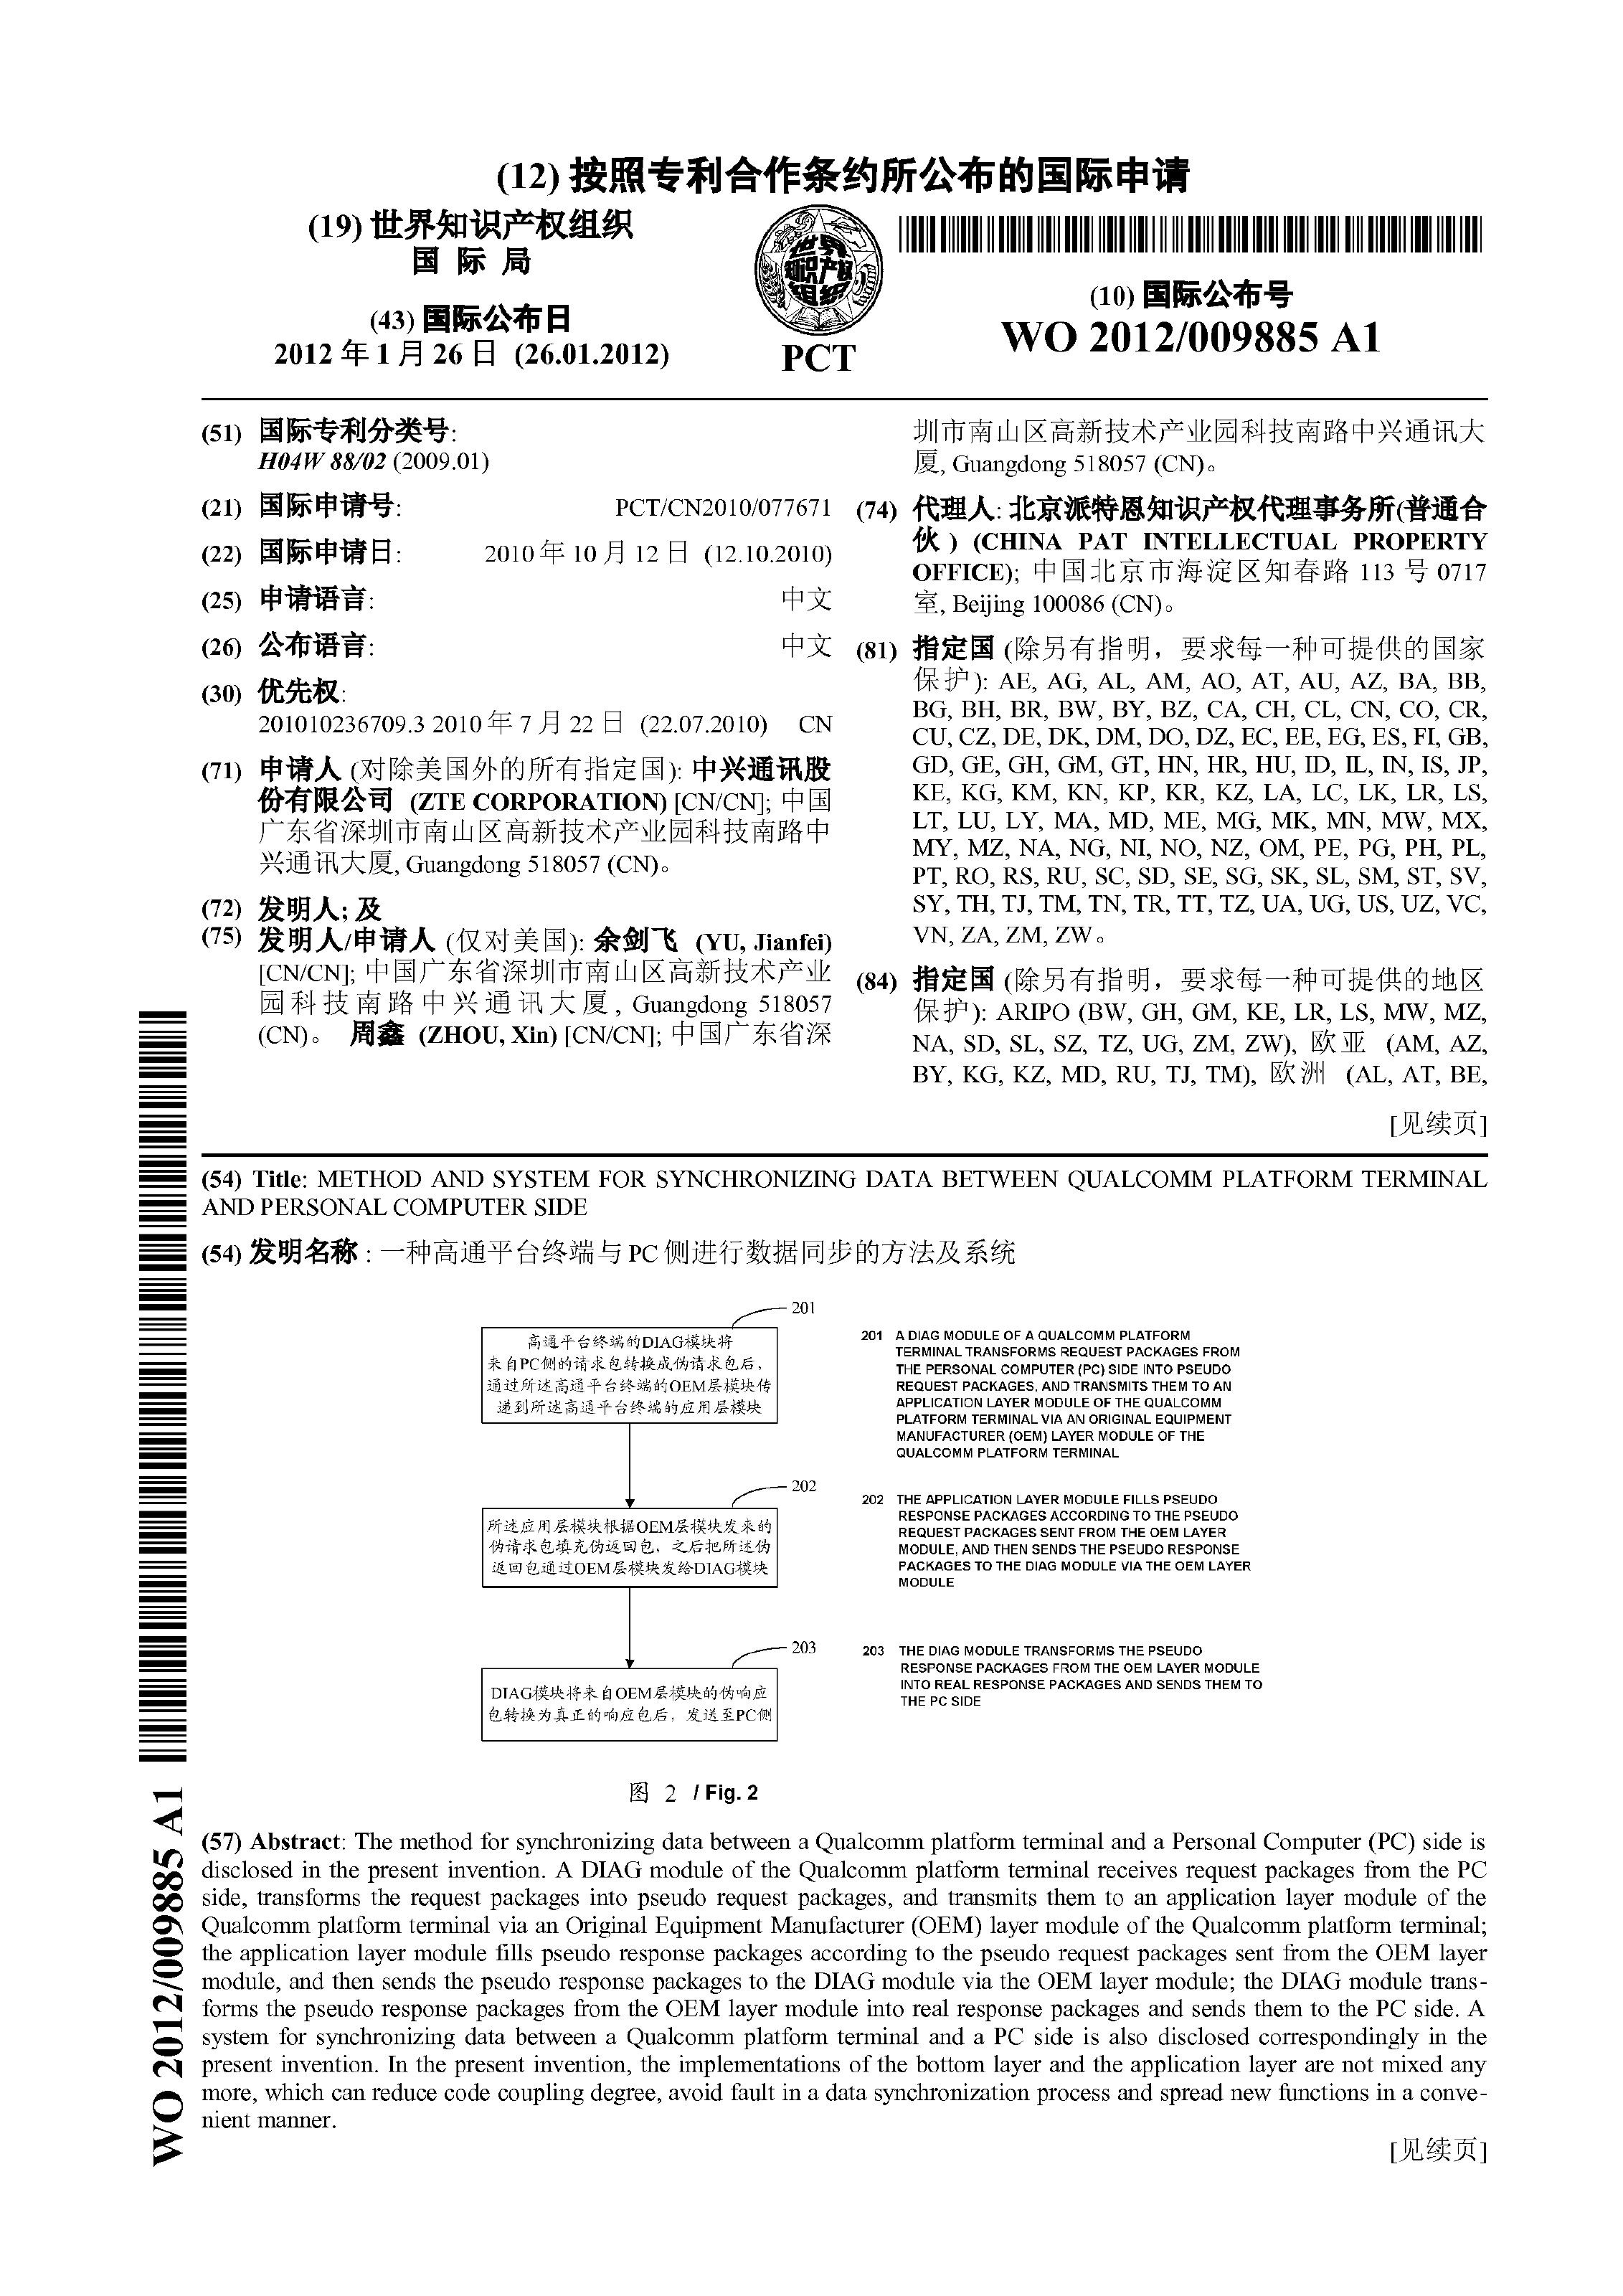 (12) 按照专利合作条约所公布的国际申请
(19) 世界知识产权组织
国 际 局
(43) 国际公布日
2012 年 1 月 26 日 (26.01.2012)
世界
知识产权
组织
PCT
(10) 国际公布号
WO 2012/009885 A1
(51) 国际专利分类号:
H04W 88/02 (2009.01)
(21) 国际申请号: PCT/CN2010/077671
(22) 国际申请日: 2010 年 10 月 12 日 (12.10.2010)
(25) 申请语言: 中文
(26) 公布语言: 中文
(30) 优先权:
201010236709.3 2010 年 7 月 22 日 (22.07.2010) CN
(71) 申请人 (对除美国外的所有指定国): 中兴通讯股
份有限公司 (ZTE CORPORATION) [CN/CN]; 中国
广东省深圳市南山区高新技术产业园科技南路中
兴通讯大厦, Guangdong 518057 (CN)。
(72) 发明人; 及
(75) 发明人/申请人 (仅对美国): 余剑飞 (YU, Jianfei)
[CN/CN]; 中国广东省深圳市南山区高新技术产业
园科技南路中兴通讯大厦, Guangdong 518057
(CN)。 周鑫 (ZHOU, Xin) [CN/CN]; 中国广东省深
圳市南山区高新技术产业园科技南路中兴通讯大
厦, Guangdong 518057 (CN)。
(74) 代理人: 北京派特恩知识产权代理事务所(普通合
伙) (CHINA PAT INTELLECTUAL PROPERTY
OFFICE); 中国北京市海淀区知春路 113 号 0717
室, Beijing 100086 (CN)。
(81) 指定国 (除另有指明，要求每一种可提供的国家
保护): AE, AG, AL, AM, AO, AT, AU, AZ, BA, BB,
BG, BH, BR, BW, BY, BZ, CA, CH, CL, CN, CO, CR,
CU, CZ, DE, DK, DM, DO, DZ, EC, EE, EG, ES, FI, GB,
GD, GE, GH, GM, GT, HN, HR, HU, ID, IL, IN, IS, JP,
KE, KG, KM, KN, KP, KR, KZ, LA, LC, LK, LR, LS,
LT, LU, LY, MA, MD, ME, MG, MK, MN, MW, MX,
MY, MZ, NA, NG, NI, NO, NZ, OM, PE, PG, PH, PL,
PT, RO, RS, RU, SC, SD, SE, SG, SK, SL, SM, ST, SV,
SY, TH, TJ, TM, TN, TR, TT, TZ, UA, UG, US, UZ, VC,
VN, ZA, ZM, ZW。
(84) 指定国 (除另有指明，要求每一种可提供的地区
保护): ARIPO (BW, GH, GM, KE, LR, LS, MW, MZ,
NA, SD, SL, SZ, TZ, UG, ZM, ZW), 欧亚 (AM, AZ,
BY, KG, KZ, MD, RU, TJ, TM), 欧洲 (AL, AT, BE,
[见续页]
(54) Title: METHOD AND SYSTEM FOR SYNCHRONIZING DATA BETWEEN QUALCOMM PLATFORM TERMINAL
AND PERSONAL COMPUTER SIDE
(54) 发明名称 : 一种高通平台终端与 PC 侧进行数据同步的方法及系统
201
高通平台终端的DIAG模块将
来自PC侧的请求包转换成伪请求包后，
通过所述高通平台终端的OEM层模块传
递到所述高通平台终端的应用层模块
202
所述应用层模块根据OEM层模块发来的
伪请求包填充伪返回包，之后把所述伪
返回包通过OEM层模块发给DIAG模块
203
DIAG模块将来自OEM层模块的伪响应
包转换为真正的响应包后，发送至PC侧
201 A DIAG MODULE OF A QUALCOMM PLATFORM
TERMINAL TRANSFORMS REQUEST PACKAGES FROM
THE PERSONAL COMPUTER (PC) SIDE INTO PSEUDO
REQUEST PACKAGES, AND TRANSMITS THEM TO AN
APPLICATION LAYER MODULE OF THE QUALCOMM
PLATFORM TERMINAL VIA AN ORIGINAL EQUIPMENT
MANUFACTURER (OEM) LAYER MODULE OF THE
QUALCOMM PLATFORM TERMINAL
202 THE APPLICATION LAYER MODULE FILLS PSEUDO
RESPONSE PACKAGES ACCORDING TO THE PSEUDO
REQUEST PACKAGES SENT FROM THE OEM LAYER
MODULE, AND THEN SENDS THE PSEUDO RESPONSE
PACKAGES TO THE DIAG MODULE VIA THE OEM LAYER
MODULE
203 THE DIAG MODULE TRANSFORMS THE PSEUDO
RESPONSE PACKAGES FROM THE OEM LAYER MODULE
INTO REAL RESPONSE PACKAGES AND SENDS THEM TO
THE PC SIDE
图 2 / Fig. 2
(57) Abstract: The method for synchronizing data between a Qualcomm platform terminal and a Personal Computer (PC) side is
disclosed in the present invention. A DIAG module of the Qualcomm platform terminal receives request packages from the PC
side, transforms the request packages into pseudo request packages, and transmits them to an application layer module of the
Qualcomm platform terminal via an Original Equipment Manufacturer (OEM) layer module of the Qualcomm platform terminal;
the application layer module fills pseudo response packages according to the pseudo request packages sent from the OEM layer
module, and then sends the pseudo response packages to the DIAG module via the OEM layer module; the DIAG module trans-
forms the pseudo response packages from the OEM layer module into real response packages and sends them to the PC side. A
system for synchronizing data between a Qualcomm platform terminal and a PC side is also disclosed correspondingly in the
present invention. In the present invention, the implementations of the bottom layer and the application layer are not mixed any
more, which can reduce code coupling degree, avoid fault in a data synchronization process and spread new functions in a conve-
nient manner.
[见续页]
WO 2012/009885 A1